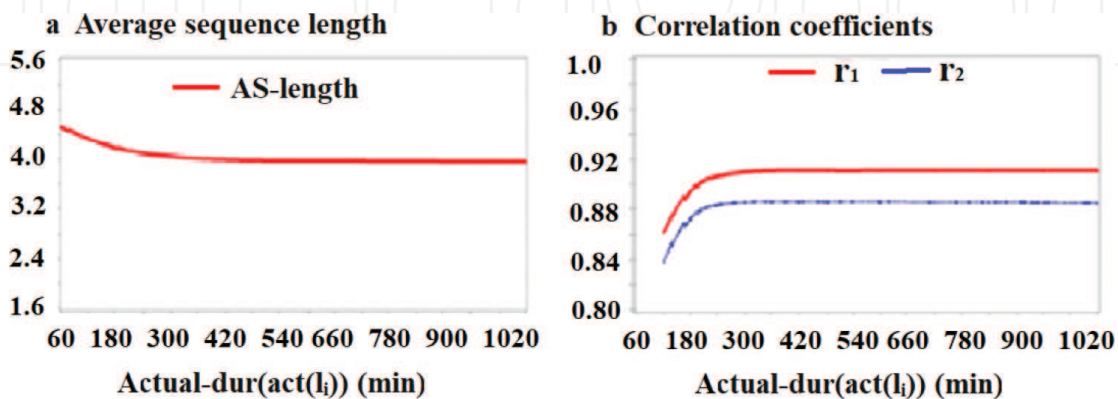 a Average sequence length
5.6
4.8
4.0
3.2
2.4
1.6
AS-length
60 180 300 420 540 660 780 900 1020
Actual-dur(act(lᵢ)) (min)
b Correlation coefficients
1.0
0.96
0.92
0.88
0.84
0.80
r₁ r₂
60 180 300 420 540 660 780 900 1020
Actual-dur(act(lᵢ)) (min)